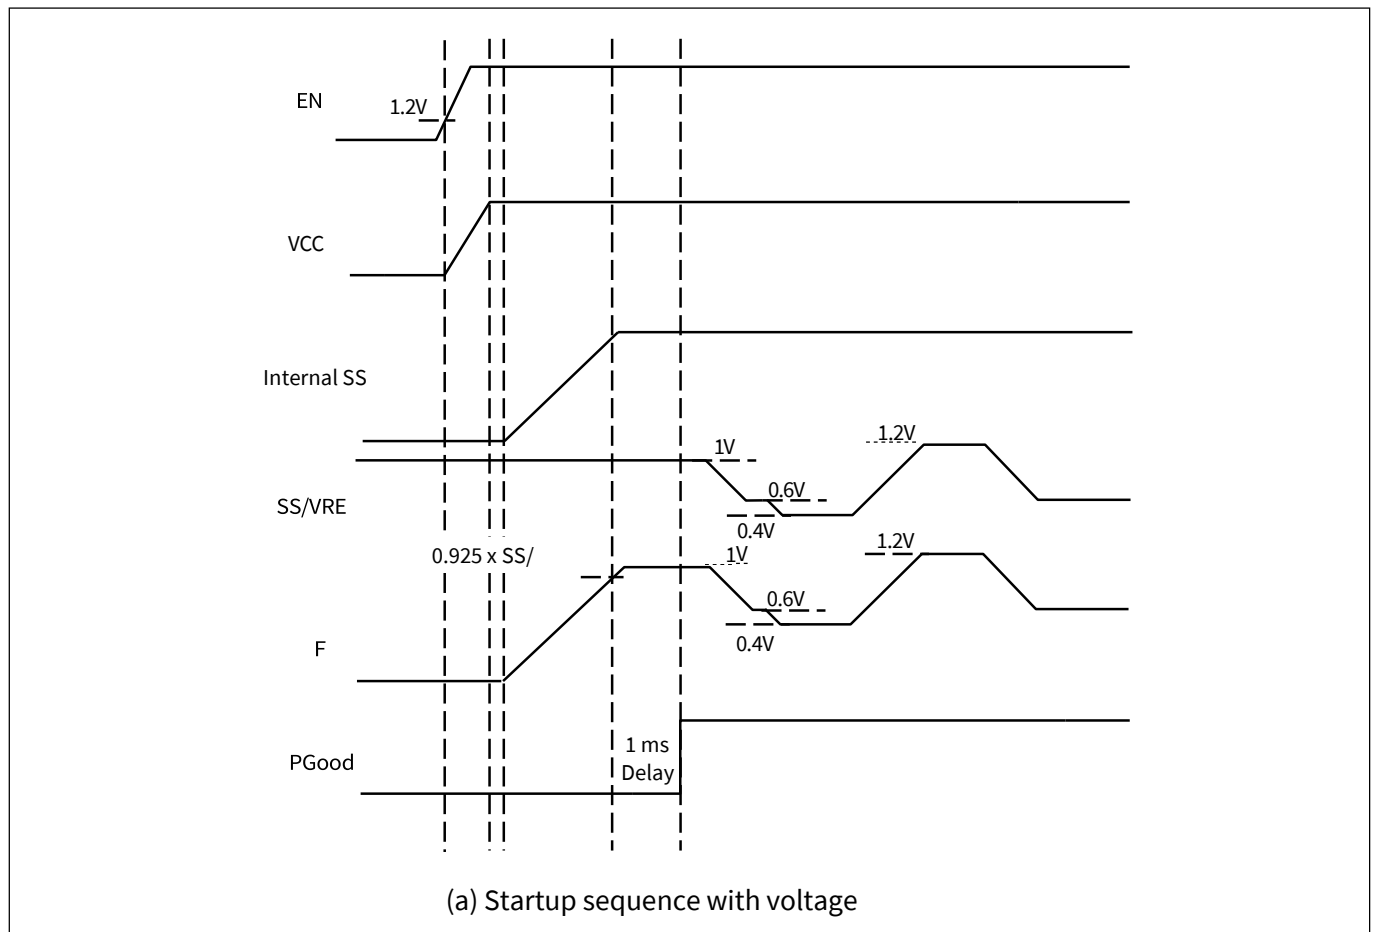 EN
1.2V
VCC
Internal SS
1V
1.2V
SS/VRE
0.6V
0.4V
0.925 x SS/
1V
1.2V
0.6V
F
0.4V
PGood
1 ms
Delay
(a) Startup sequence with voltage